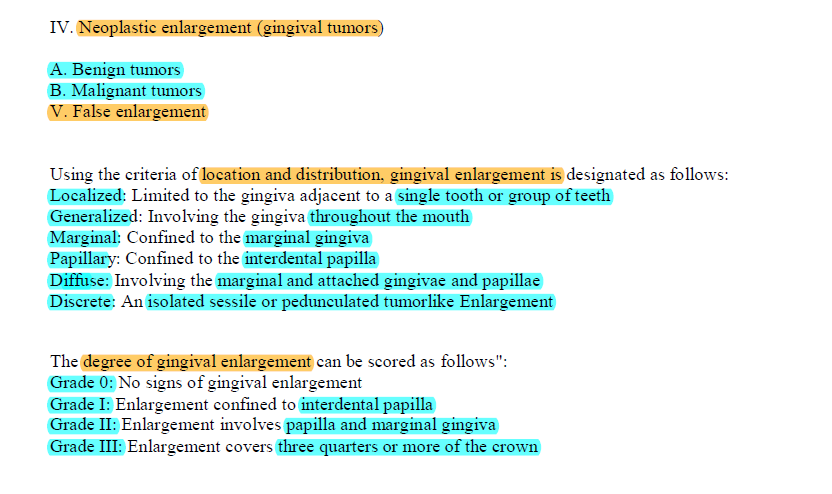 IV. Neoplastic enlargement (gingival tumors)
A. Benign tumors
B. Malignant tumors
V. False enlargement
Using the criteria of location and distribution, gingival enlargement is designated as follows:
Localized: Limited to the gingiva adjacent to a single tooth or group of teeth
Generalized: Involving the gingiva throughout the mouth
Marginal: Confined to the marginal gingiva
Papillary: Confined to the interdental papilla
Diffuse: Involving the marginal and attached gingivae and papillae
Discrete: An isolated sessile or pedunculated tumorlike Enlargement
The degree of gingival enlargement can be scored as follows":
Grade 0: No signs of gingival enlargement
Grade I: Enlargement confined to interdental papilla
Grade II: Enlargement involves papilla and marginal gingiva
Grade III: Enlargement covers three quarters or more of the crown